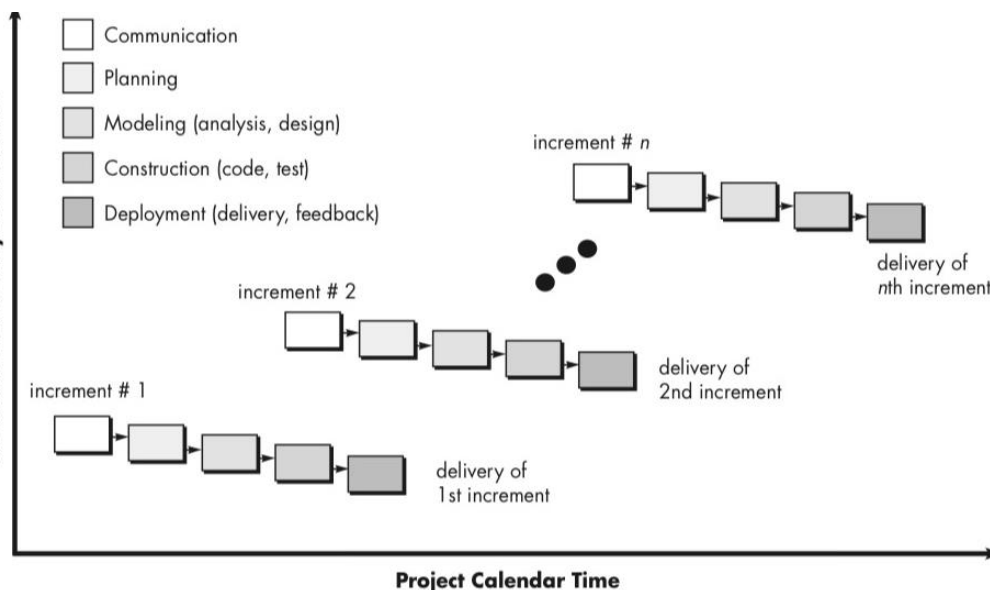 Communication
Planning
Modeling (analysis, design)
Construction (code, test)
Deployment (delivery, feedback)
increment # n
delivery of
nth increment
increment # 2
delivery of
2nd increment
increment # 1
delivery of
1st increment
Project Calendar Time